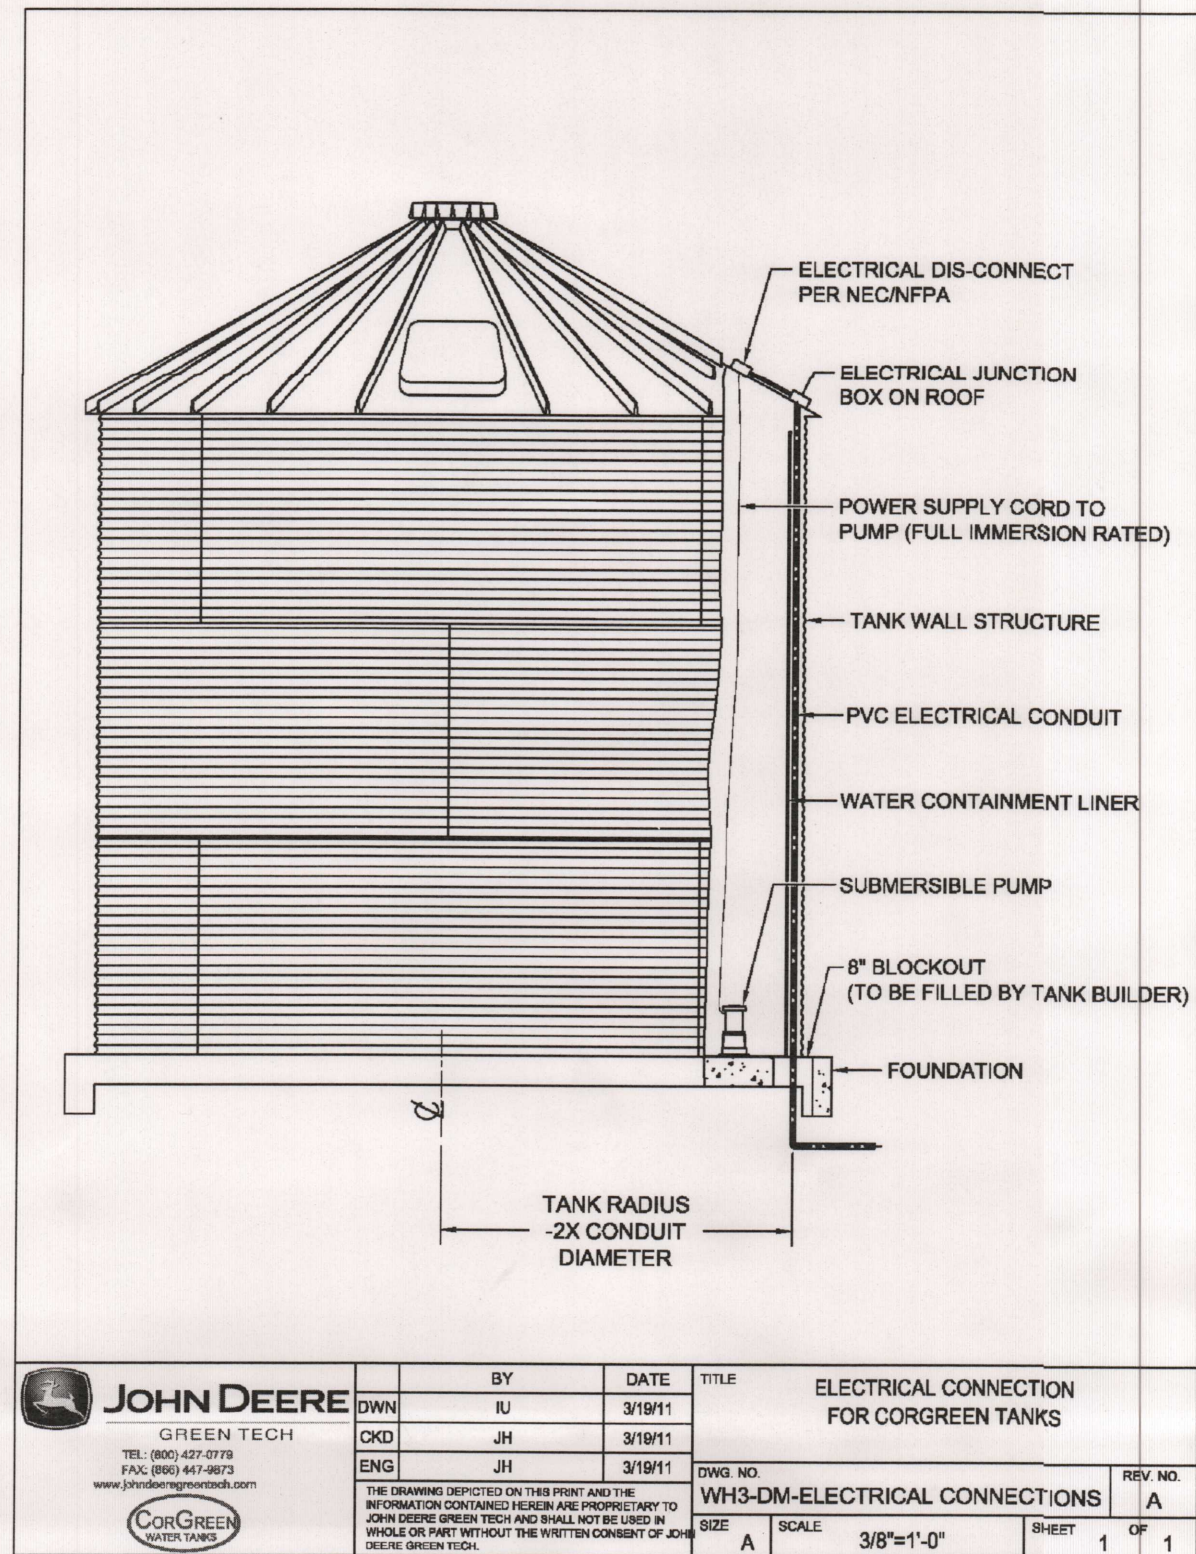 ELECTRICAL DIS-CONNECT
PER NEC/NFPA
ELECTRICAL JUNCTION
BOX ON ROOF
POWER SUPPLY CORD TO
PUMP (FULL IMMERSION RATED)
TANK WALL STRUCTURE
PVC ELECTRICAL CONDUIT
WATER CONTAINMENT LINER
SUBMERSIBLE PUMP
8" BLOCKOUT
(TO BE FILLED BY TANK BUILDER)
FOUNDATION
℄
TANK RADIUS
-2X CONDUIT
DIAMETER
JOHN DEERE
GREEN TECH
TEL: (800) 427-0779
FAX: (866) 447-9873
www.johndeeregreentech.com
CORGREEN
WATER TANKS
BY DATE
DWN IU 3/19/11
CKD JH 3/19/11
ENG JH 3/19/11
THE DRAWING DEPICTED ON THIS PRINT AND THE
INFORMATION CONTAINED HEREIN ARE PROPRIETARY TO
JOHN DEERE GREEN TECH AND SHALL NOT BE USED IN
WHOLE OR PART WITHOUT THE WRITTEN CONSENT OF JOHN
DEERE GREEN TECH.
TITLE
ELECTRICAL CONNECTION
FOR CORGREEN TANKS
DWG. NO.
WH3-DM-ELECTRICAL CONNECTIONS
REV. NO.
A
SIZE
A
SCALE
3/8"=1'-0"
SHEET 1 OF 1